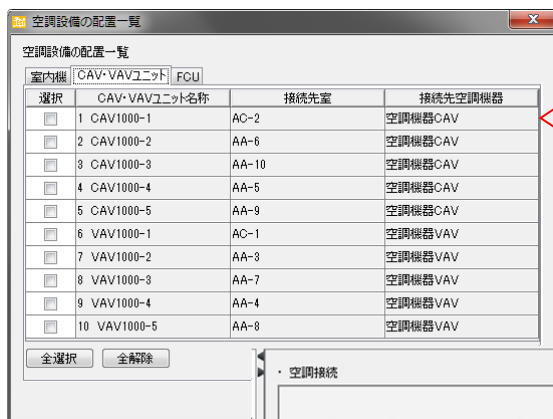 空調設備の配置一覧
空調設備の配置一覧
室内機 CAV・VAVユニット FCU
選択 CAV・VAVユニット名称 接続先室 接続先空調機器
1 CAV1000-1 AC-2 空調機器CAV
2 CAV1000-2 AA-6 空調機器CAV
3 CAV1000-3 AA-10 空調機器CAV
4 CAV1000-4 AA-5 空調機器CAV
5 CAV1000-5 AA-9 空調機器CAV
6 VAV1000-1 AC-1 空調機器VAV
7 VAV1000-2 AA-3 空調機器VAV
8 VAV1000-3 AA-7 空調機器VAV
9 VAV1000-4 AA-4 空調機器VAV
10 VAV1000-5 AA-8 空調機器VAV
全選択 全解除
・ 空調接続